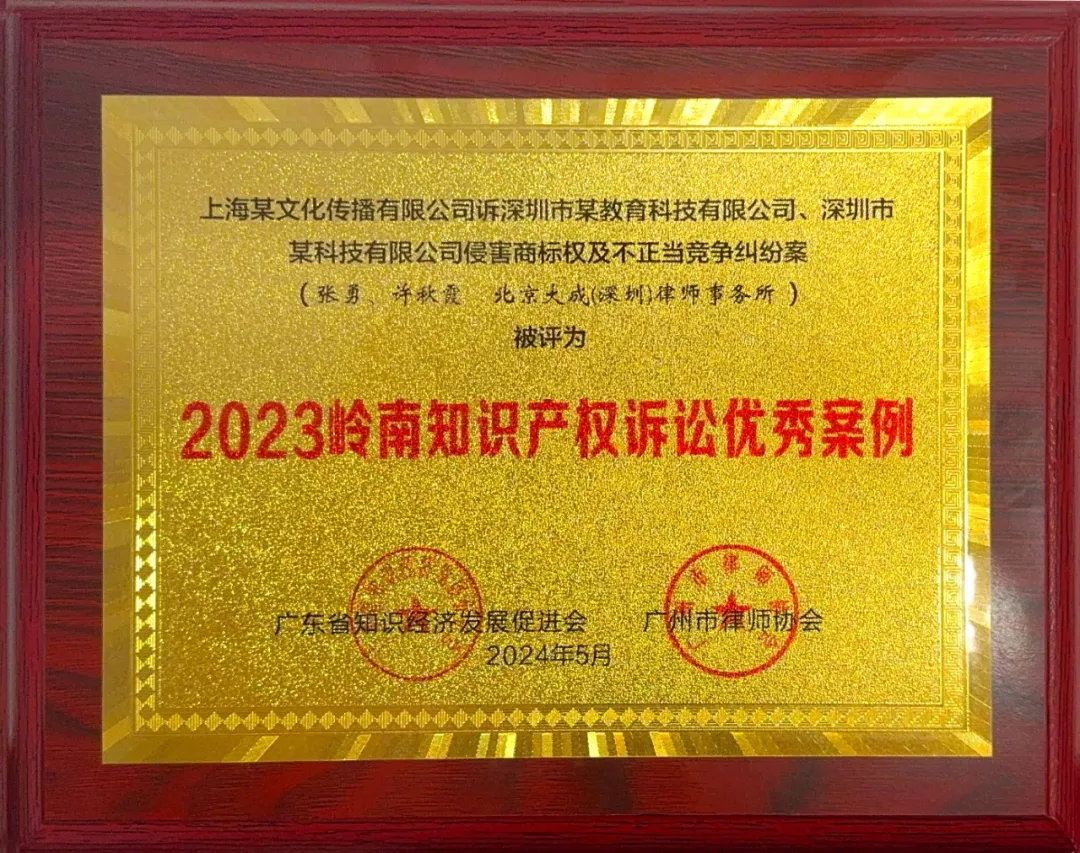 上海某文化传播有限公司诉深圳市某教育科技有限公司、深圳市
某科技有限公司侵害商标权及不正当竞争纠纷案
(张勇、许秋霞 北京大成(深圳)律师事务所)
被评为
2023岭南知识产权诉讼优秀案例
广东省知识经济发展促进会 广州市律师协会
2024年5月